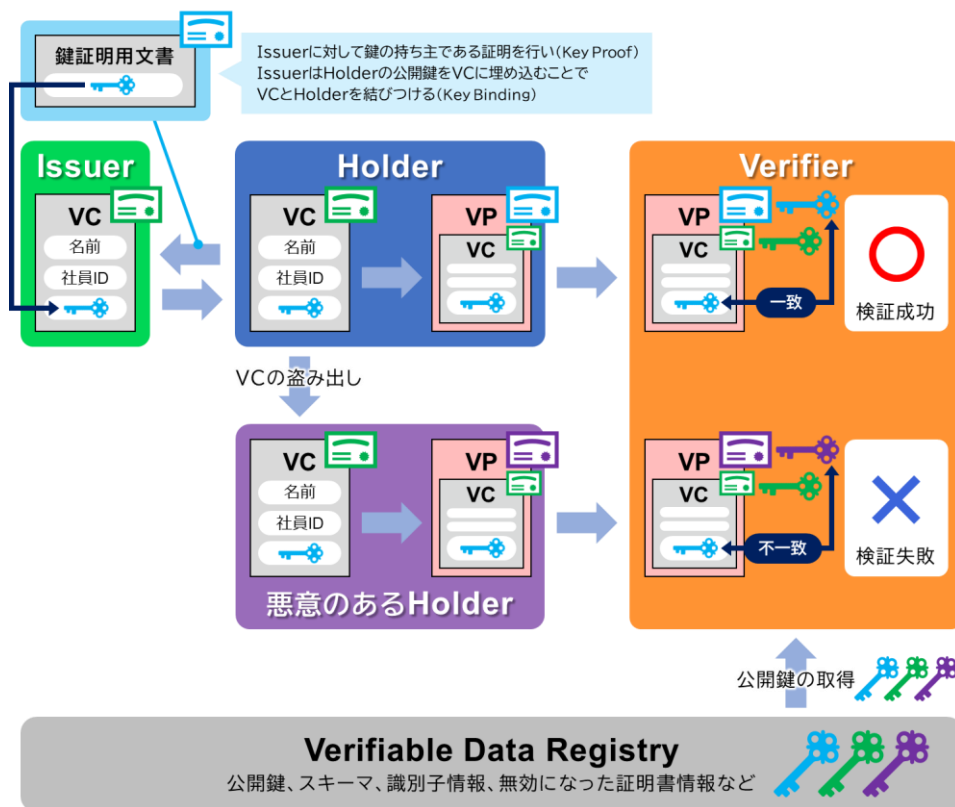 鍵証明用文書
Issuerに対して鍵の持ち主である証明を行い(Key Proof)
IssuerはHolderの公開鍵をVCに埋め込むことで
VCとHolderを結びつける(Key Binding)
Issuer
VC
名前
社員ID
Holder
VC
名前
社員ID
VP
VC
Verifier
VP
VC
一致
検証成功
VCの盗み出し
VC
名前
社員ID
VP
VC
悪意のあるHolder
VP
VC
不一致
検証失敗
公開鍵の取得
Verifiable Data Registry
公開鍵、スキーマ、識別子情報、無効になった証明書情報など